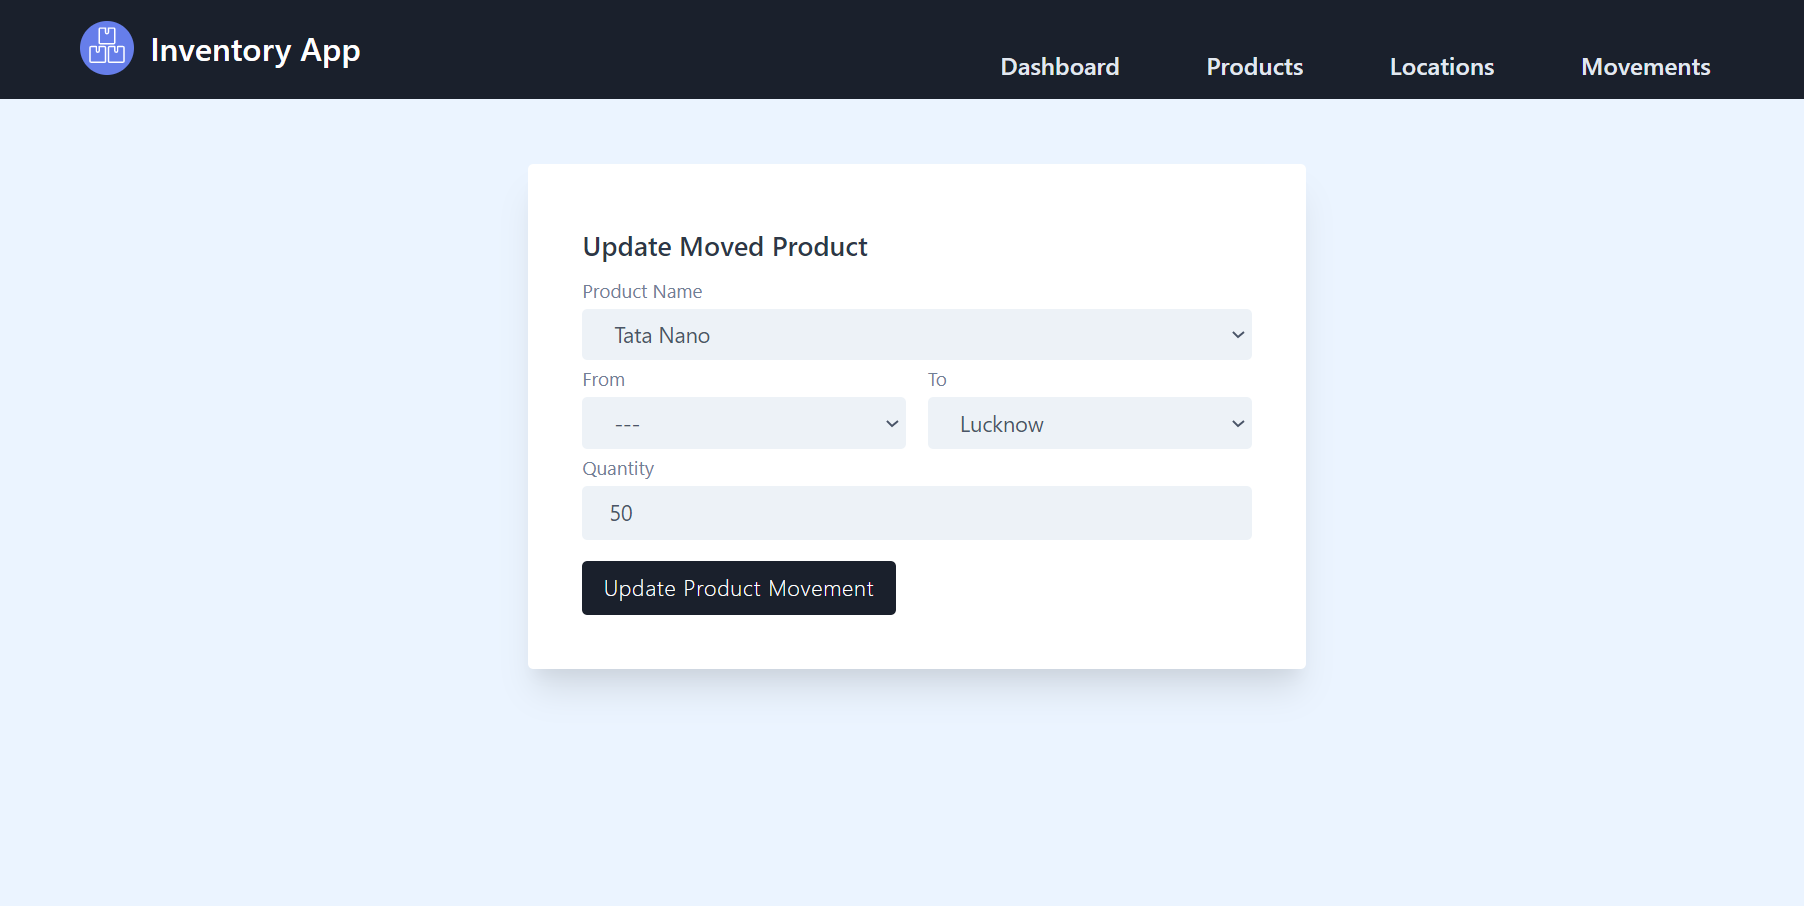 Inventory App
Dashboard Products Locations Movements
Update Moved Product
Product Name
Tata Nano
From To
--- Lucknow
Quantity
50
Update Product Movement